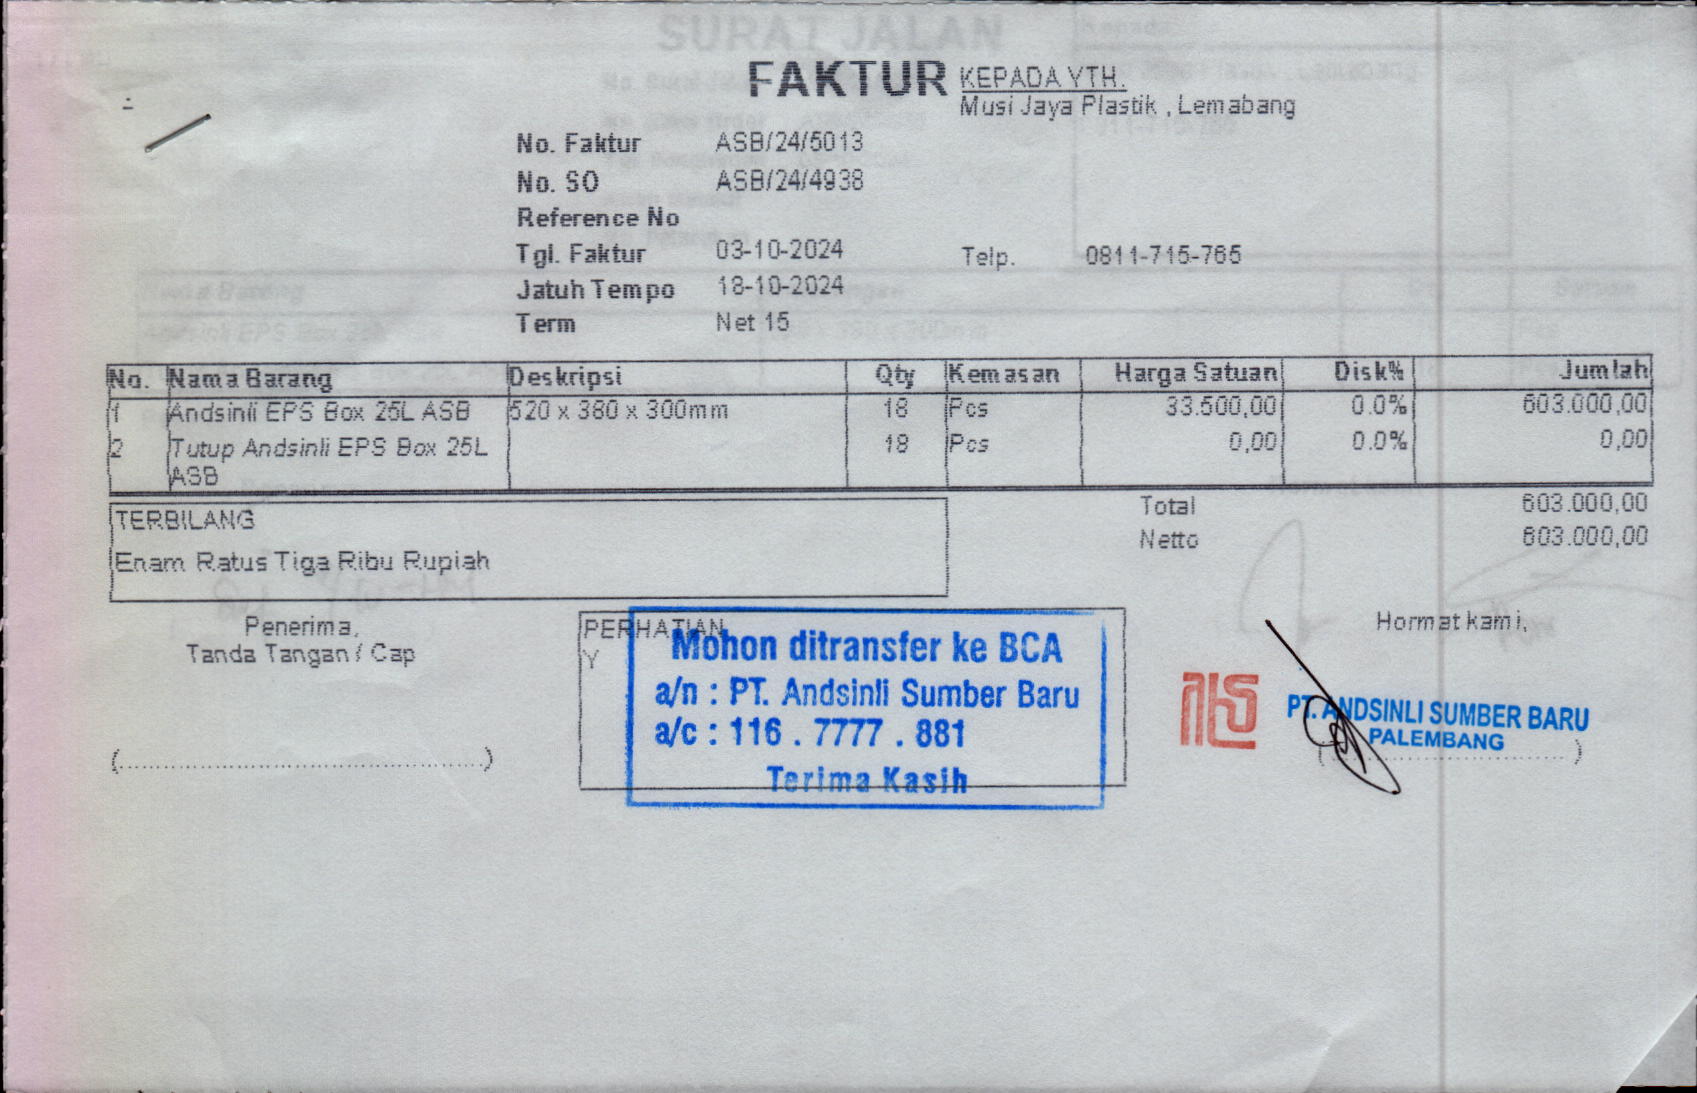 FAKTUR
KEPADA YTH.
Musi Jaya Plastik , Lemabang
No. Faktur ASB/24/5013
No. SO ASB/24/4938
Reference No
Tgl. Faktur 03-10-2024 Telp. 0811-715-765
Jatuh Tempo 18-10-2024
Term Net 15
No. Nama Barang Deskripsi Qty Kemasan Harga Satuan Disk% Jumlah
1 Andsinli EPS Box 25L ASB 520 x 380 x 300mm 18 Pcs 33.500,00 0.0% 603.000,00
2 Tutup Andsinli EPS Box 25L 18 Pcs 0,00 0.0% 0,00
ASB
Total 603.000,00
Netto 603.000,00
TERBILANG
Enam Ratus Tiga Ribu Rupiah
Penerima,
Tanda Tangan / Cap
(..............................................)
PERHATIAN
Y
Mohon ditransfer ke BCA
a/n : PT. Andsinli Sumber Baru
a/c : 116 . 7777 . 881
Terima Kasih
Hormat kami,
PT. ANDSINLI SUMBER BARU
PALEMBANG
(..............................)
SURAT JALAN